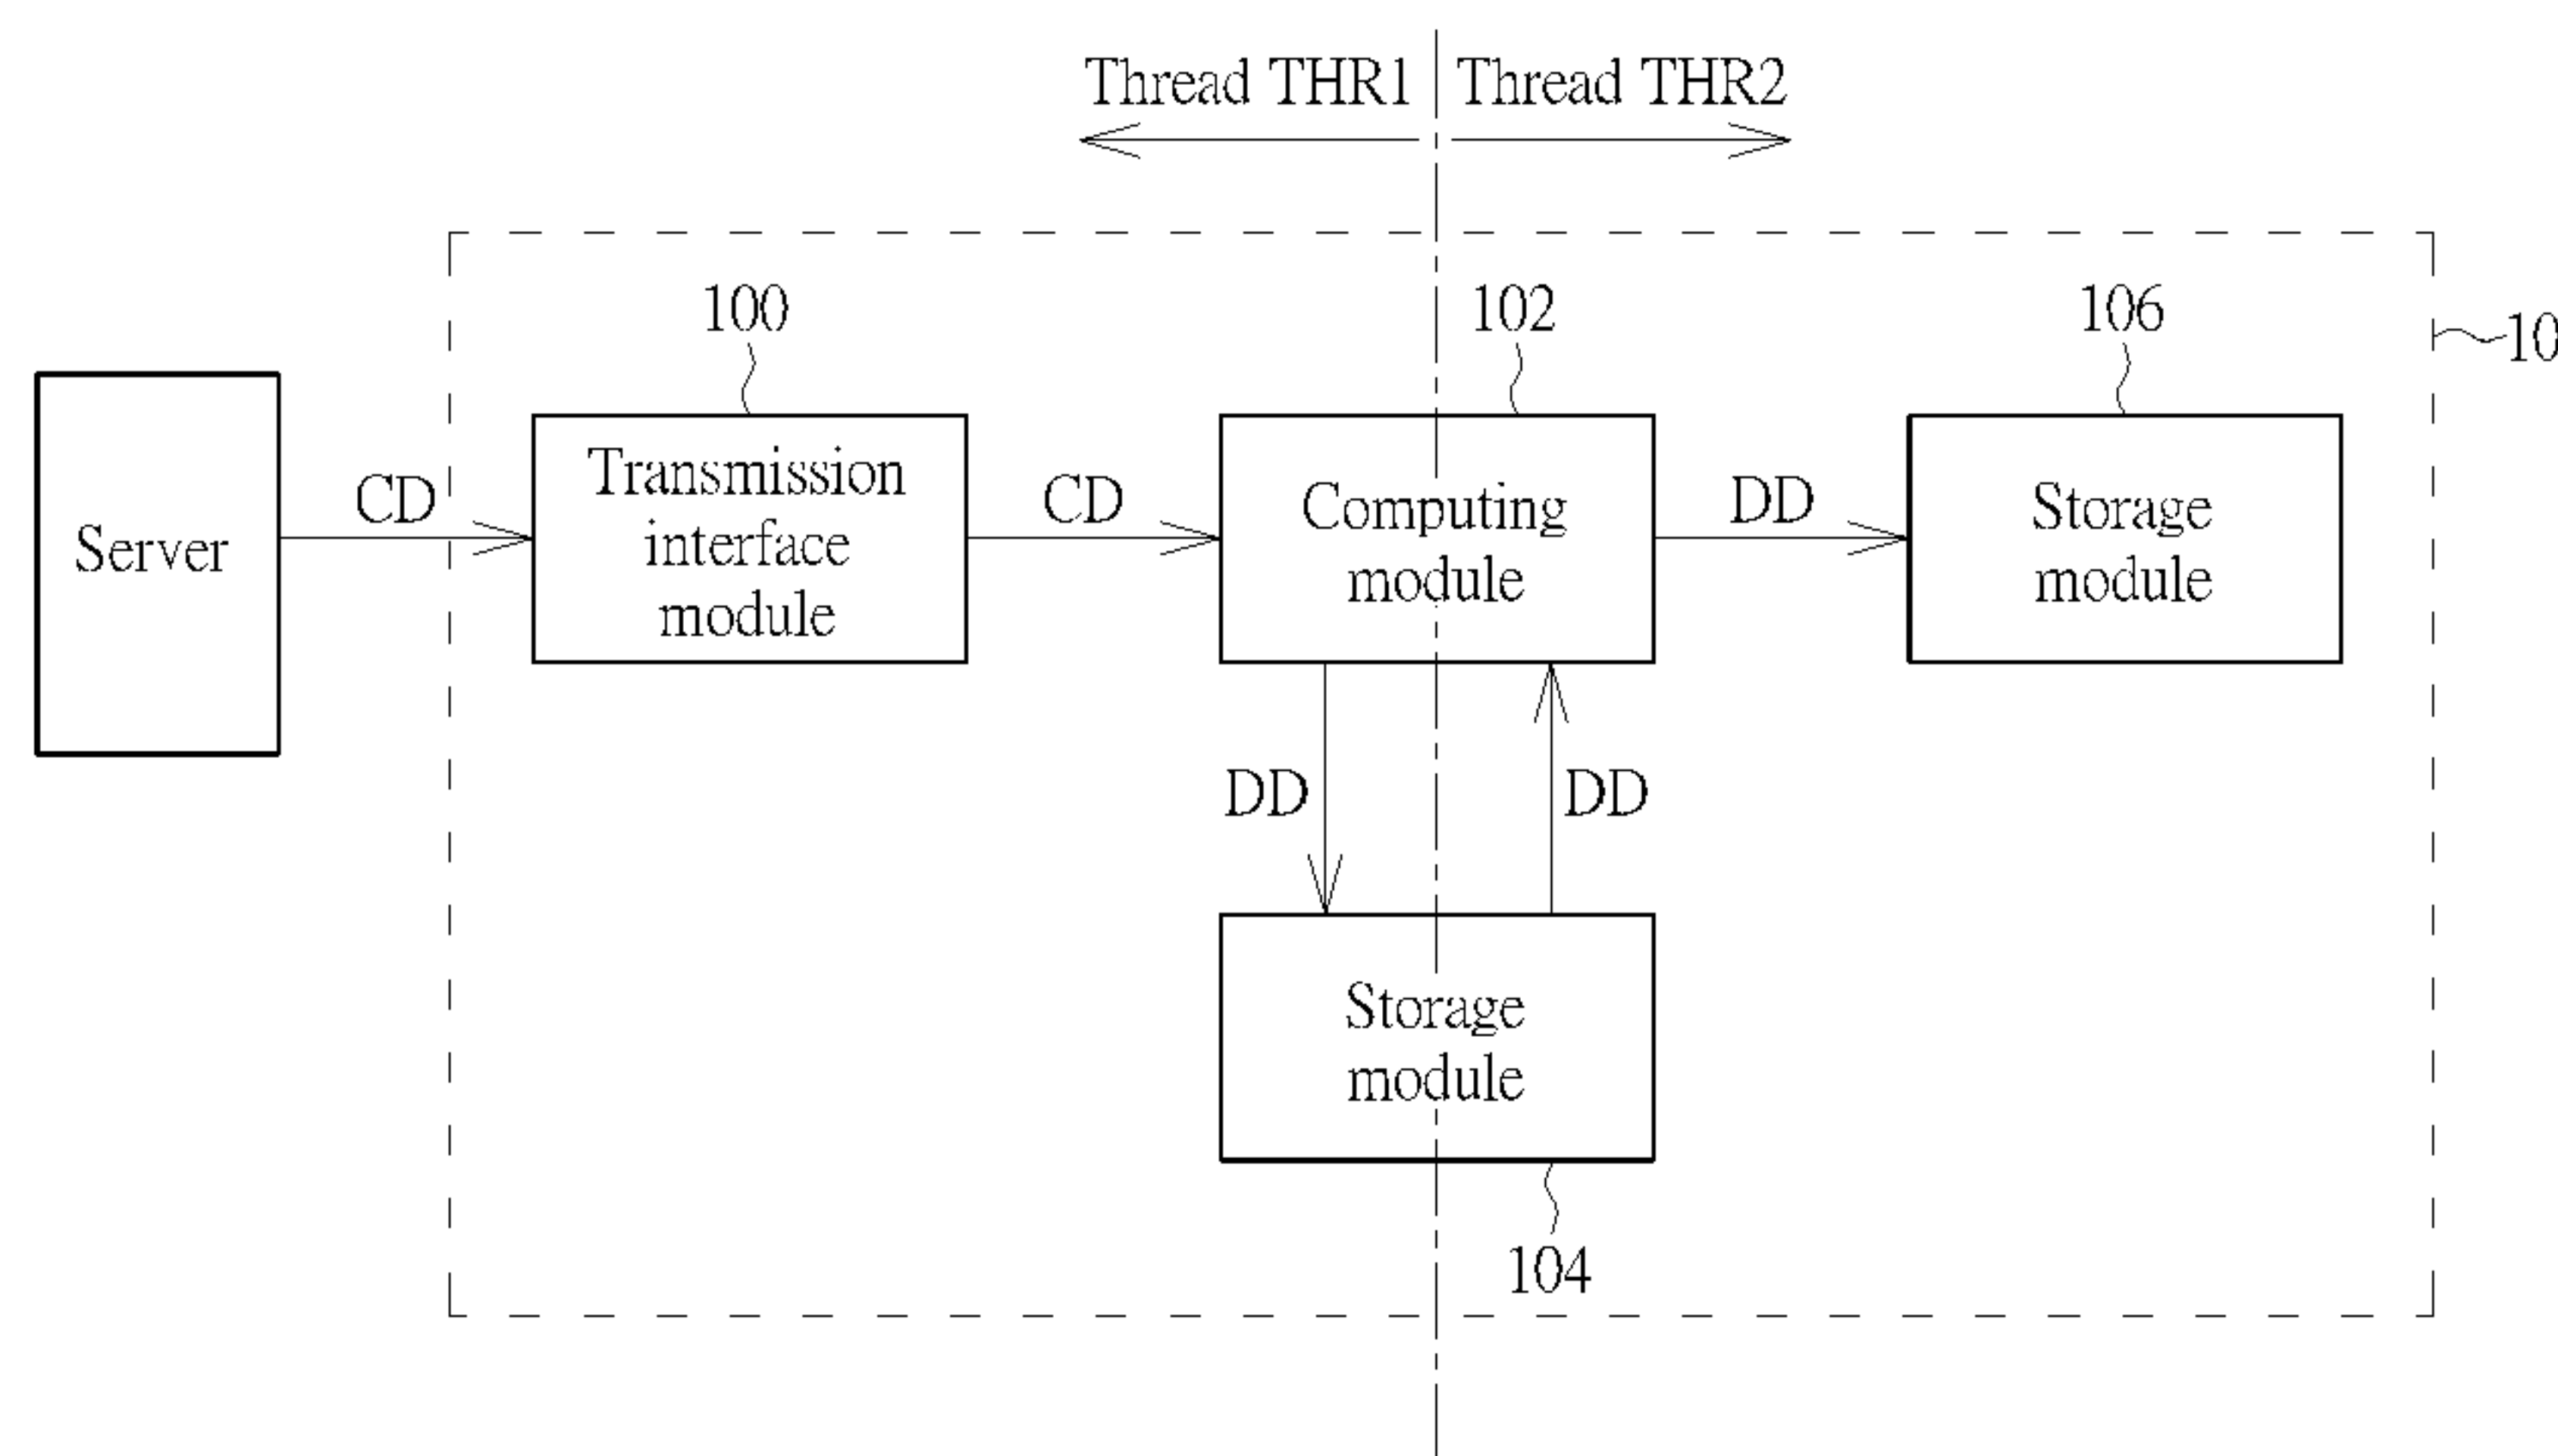 Thread THR1
Thread THR2
100
102
106
10
Server
CD
Transmission
interface
module
CD
Computing
module
DD
Storage
module
DD
DD
Storage
module
104